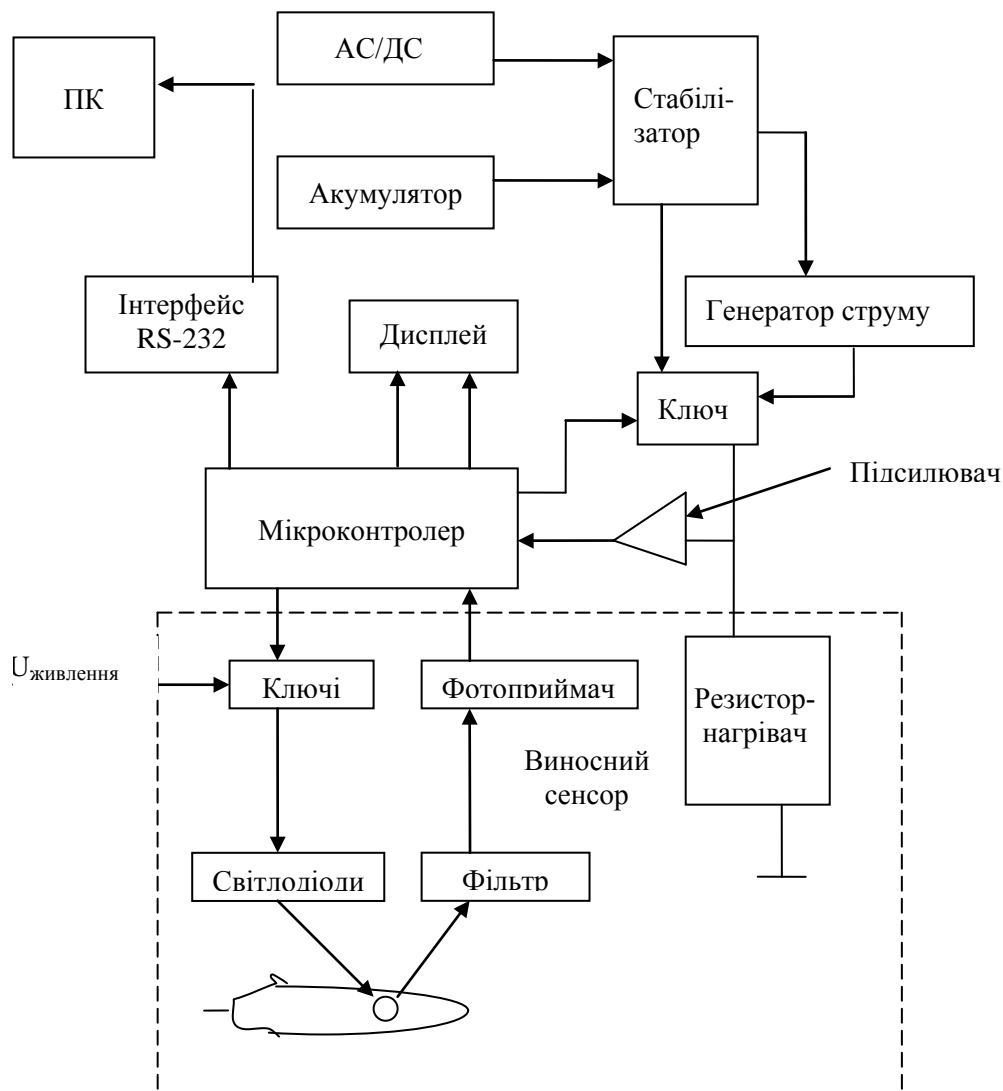 АС/ДС
ПК
Стабілі-
затор
Акумулятор
Інтерфейс
RS-232
Дисплей
Генератор струму
Ключ
Підсилювач
Мікроконтролер
Uживлення
Ключі
Фотоприймач
Резистор-
нагрівач
Виносний
сенсор
Світлодіоди
Фільтр